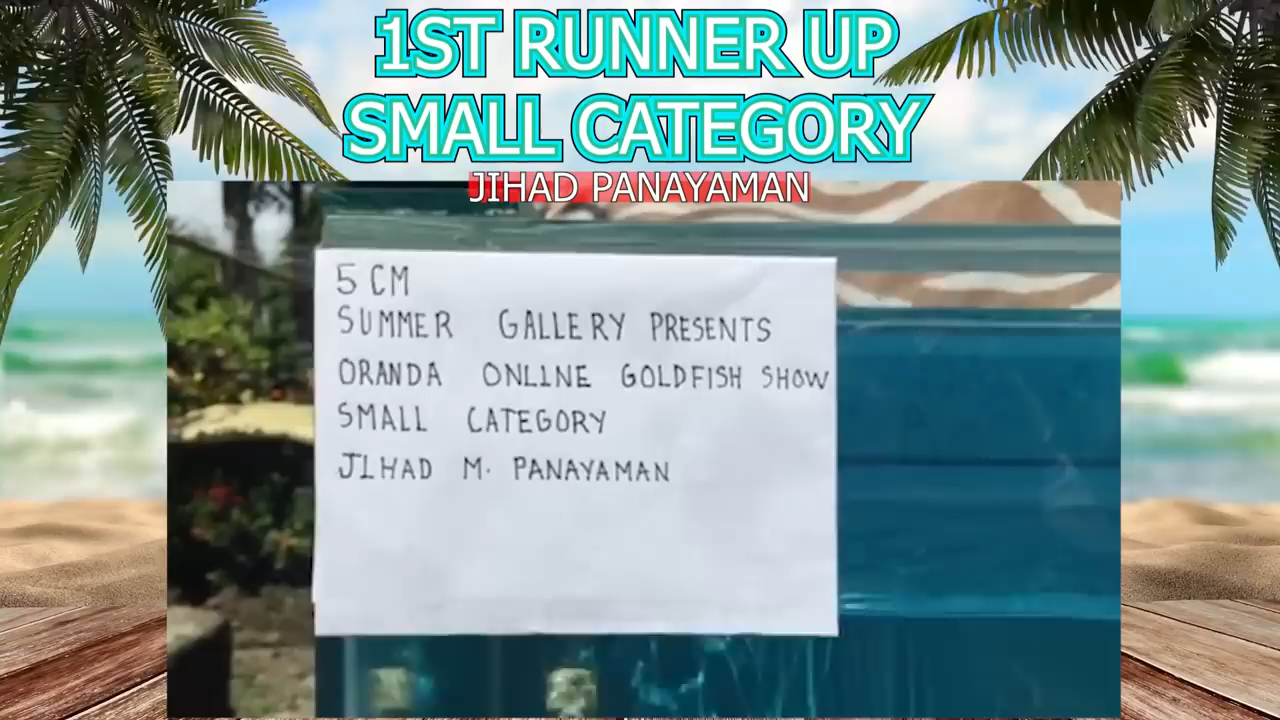 1ST RUNNER UP
SMALL CATEGORY
JIHAD PANAYAMAN
5 CM
SUMMER GALLERY PRESENTS
ORANDA ONLINE GOLDFISH SHOW
SMALL CATEGORY
JIHAD M. PANAYAMAN